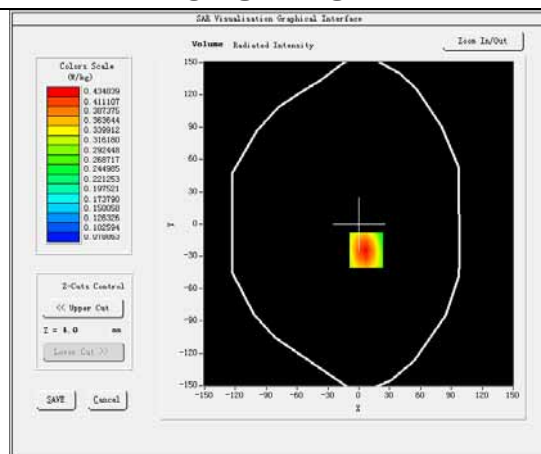 SAR Visualisation Graphical Interface
Volume Radiated Intensity
Zoom In/Out
Colors Scale
(W/kg)
0.434839
0.411107
0.387375
0.363644
0.339912
0.316180
0.292448
0.268717
0.244985
0.221253
0.197521
0.173790
0.150058
0.126326
0.102594
0.078863
Z-Cuts Control
<< Upper Cut
Z = 4.0 mm
Lower Cut >>
SAVE Cancel
150
120
90
60
30
0
-30
-60
-90
-120
-150
Y
-150 -120 -90 -60 -30 0 30 60 90 120 150
X